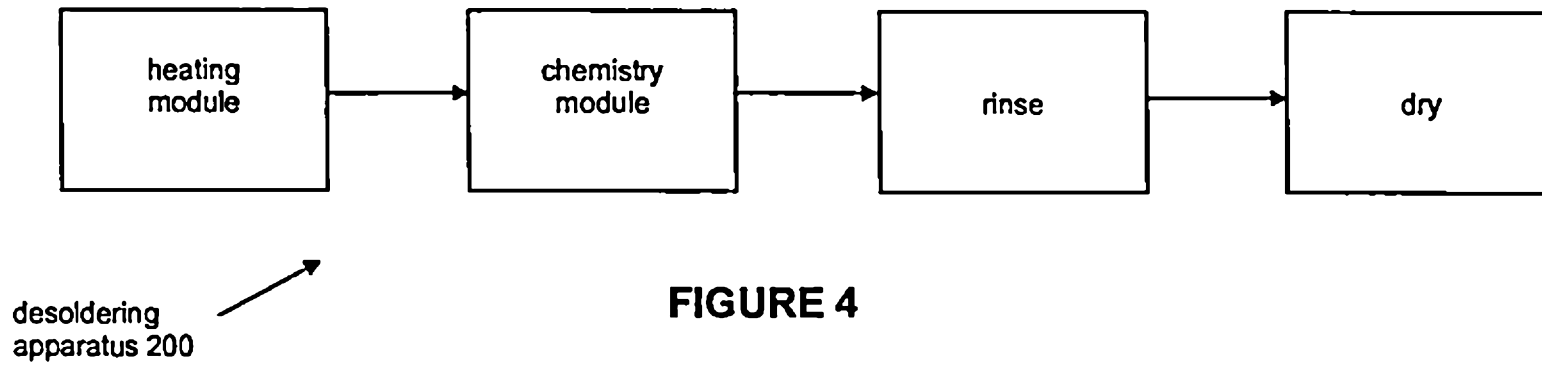 heating
module
chemistry
module
rinse
dry
desoldering
apparatus 200
FIGURE 4